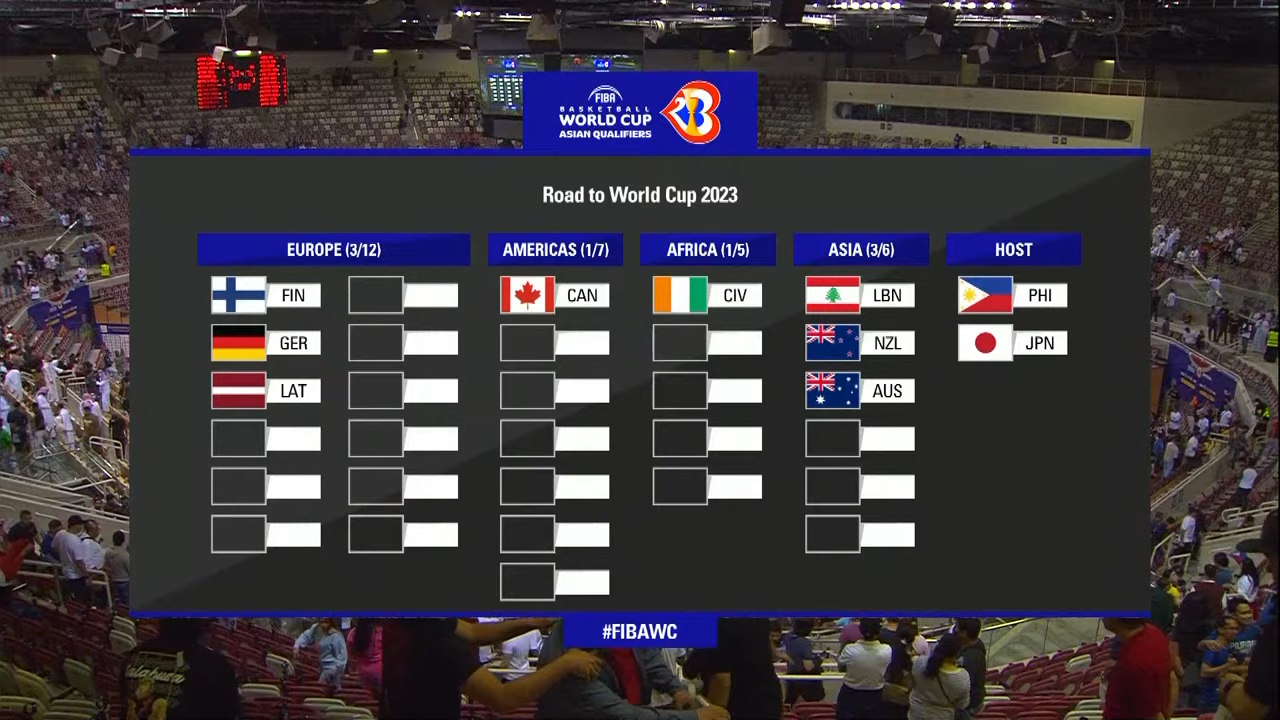 FIBA
BASKETBALL
WORLD CUP
ASIAN QUALIFIERS
Road to World Cup 2023
EUROPE (3/12)
FIN
GER
LAT
AMERICAS (1/7)
CAN
AFRICA (1/5)
CIV
ASIA (3/6)
LBN
NZL
AUS
HOST
PHI
JPN
#FIBAWC